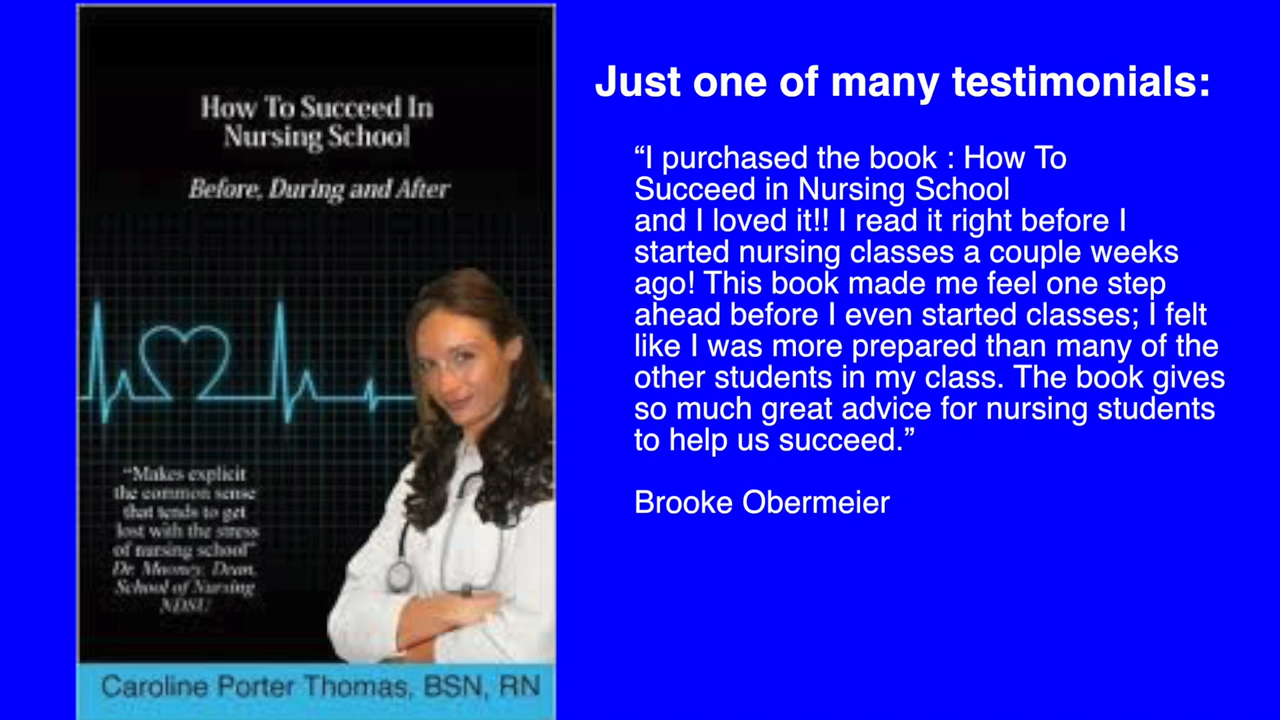 How To Succeed In
Nursing School
Before, During and After
“Makes explicit
the common sense
that tends to get
lost with the stress
of nursing school”
Dr. Mooney, Dean,
School of Nursing
NDSU
Caroline Porter Thomas, BSN, RN
Just one of many testimonials:
“I purchased the book : How To
Succeed in Nursing School
and I loved it!! I read it right before I
started nursing classes a couple weeks
ago! This book made me feel one step
ahead before I even started classes; I felt
like I was more prepared than many of the
other students in my class. The book gives
so much great advice for nursing students
to help us succeed.”
Brooke Obermeier